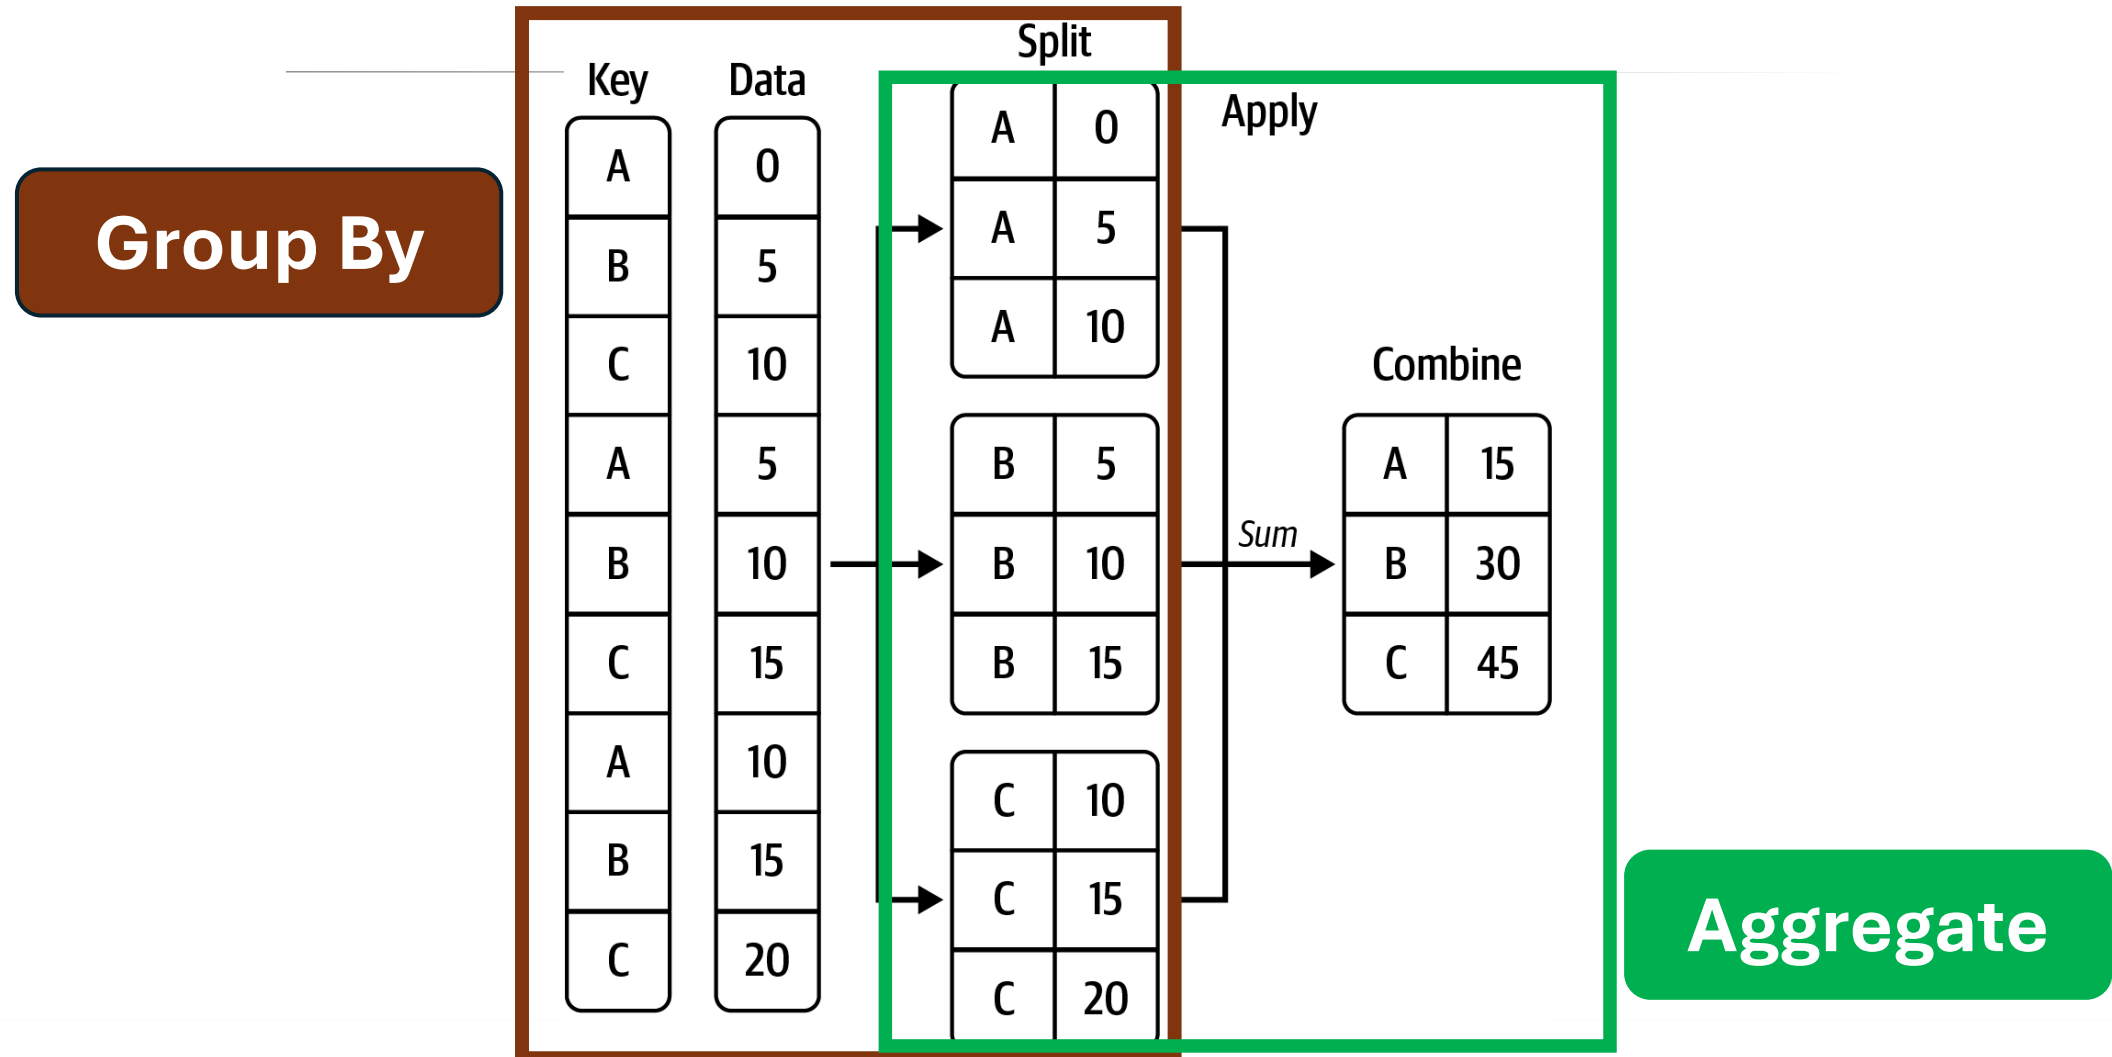 Group By
Key Data
A 0
B 5
C 10
A 5
B 10
C 15
A 10
B 15
C 20
Split
A 0
A 5
A 10
B 5
B 10
B 15
C 10
C 15
C 20
Apply
Sum
Combine
A 15
B 30
C 45
Aggregate